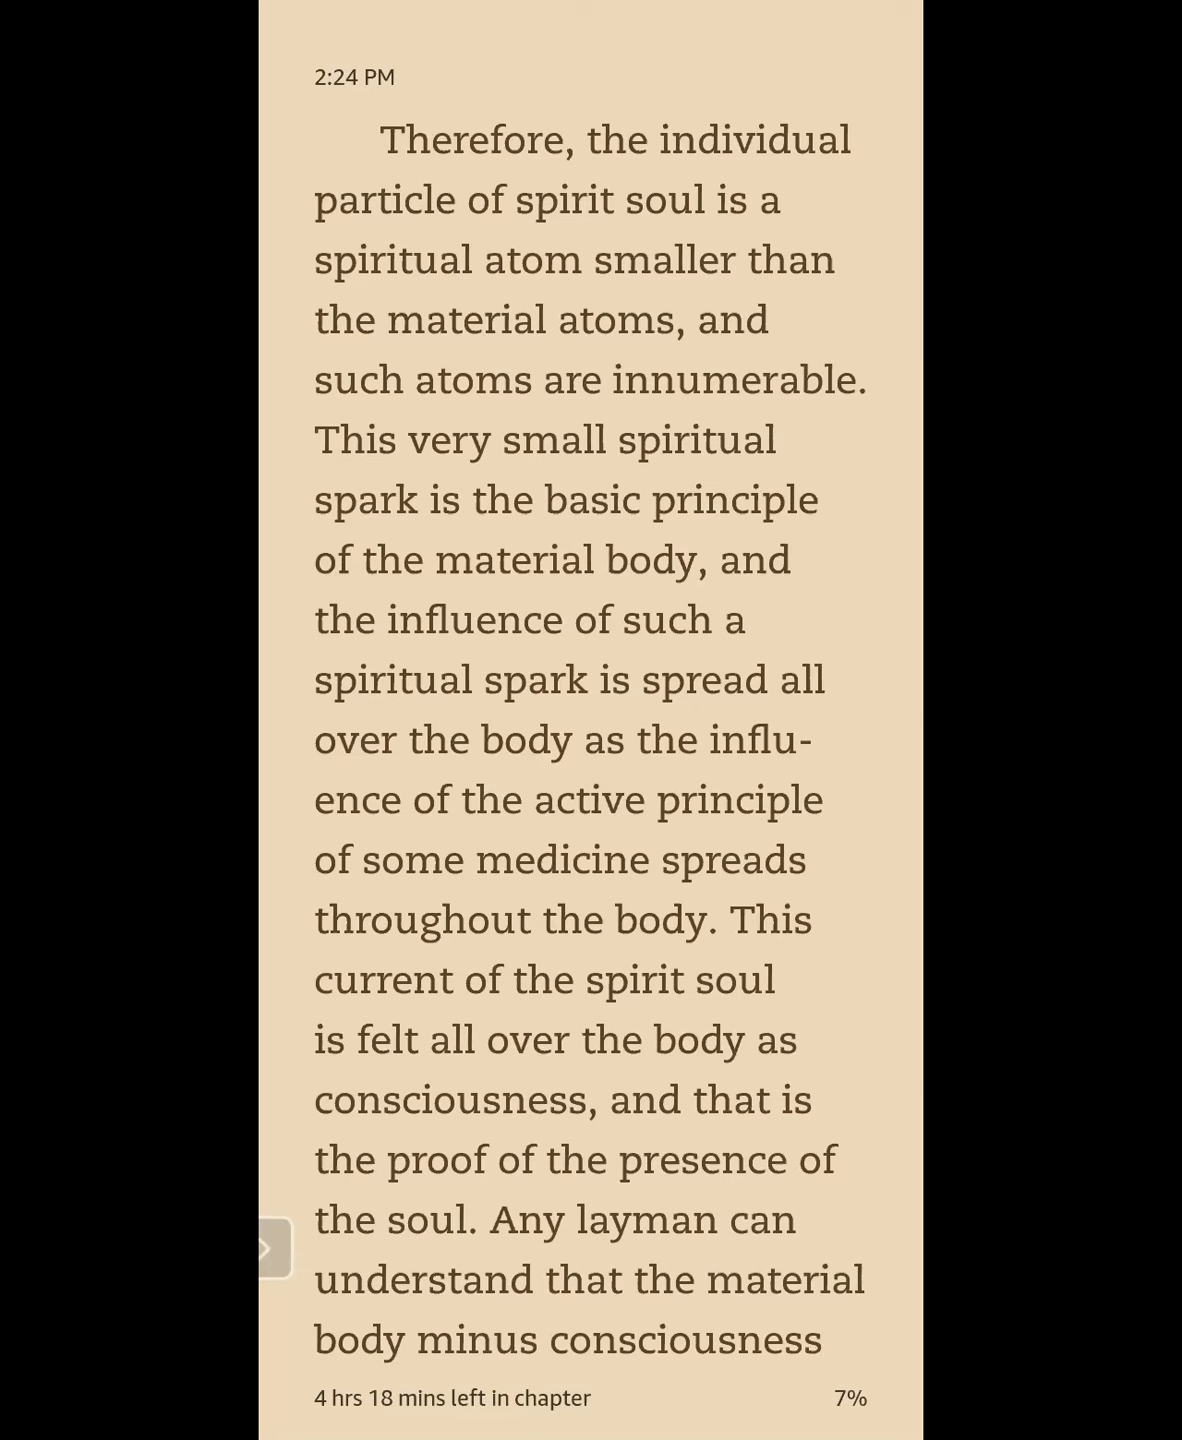 2:24 PM
Therefore, the individual
particle of spirit soul is a
spiritual atom smaller than
the material atoms, and
such atoms are innumerable.
This very small spiritual
spark is the basic principle
of the material body, and
the influence of such a
spiritual spark is spread all
over the body as the influ-
ence of the active principle
of some medicine spreads
throughout the body. This
current of the spirit soul
is felt all over the body as
consciousness, and that is
the proof of the presence of
the soul. Any layman can
understand that the material
body minus consciousness
4 hrs 18 mins left in chapter 7%